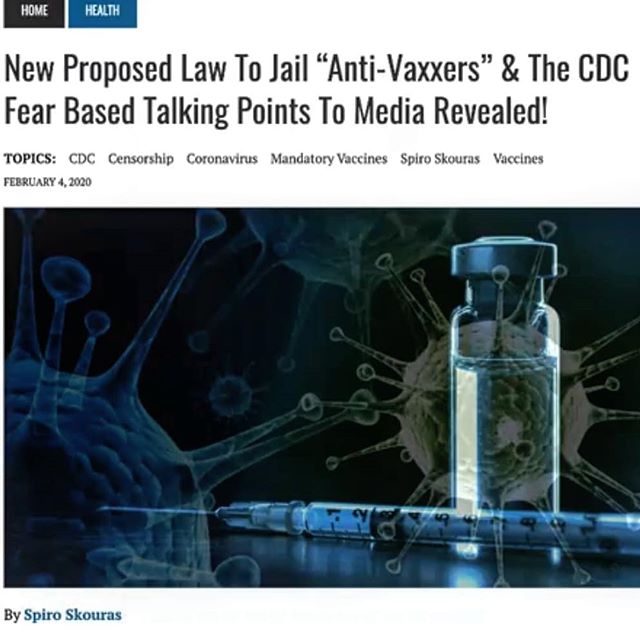 HOME HEALTH
New Proposed Law To Jail “Anti-Vaxxers” & The CDC
Fear Based Talking Points To Media Revealed!
TOPICS: CDC Censorship Coronavirus Mandatory Vaccines Spiro Skouras Vaccines
FEBRUARY 4, 2020
By Spiro Skouras